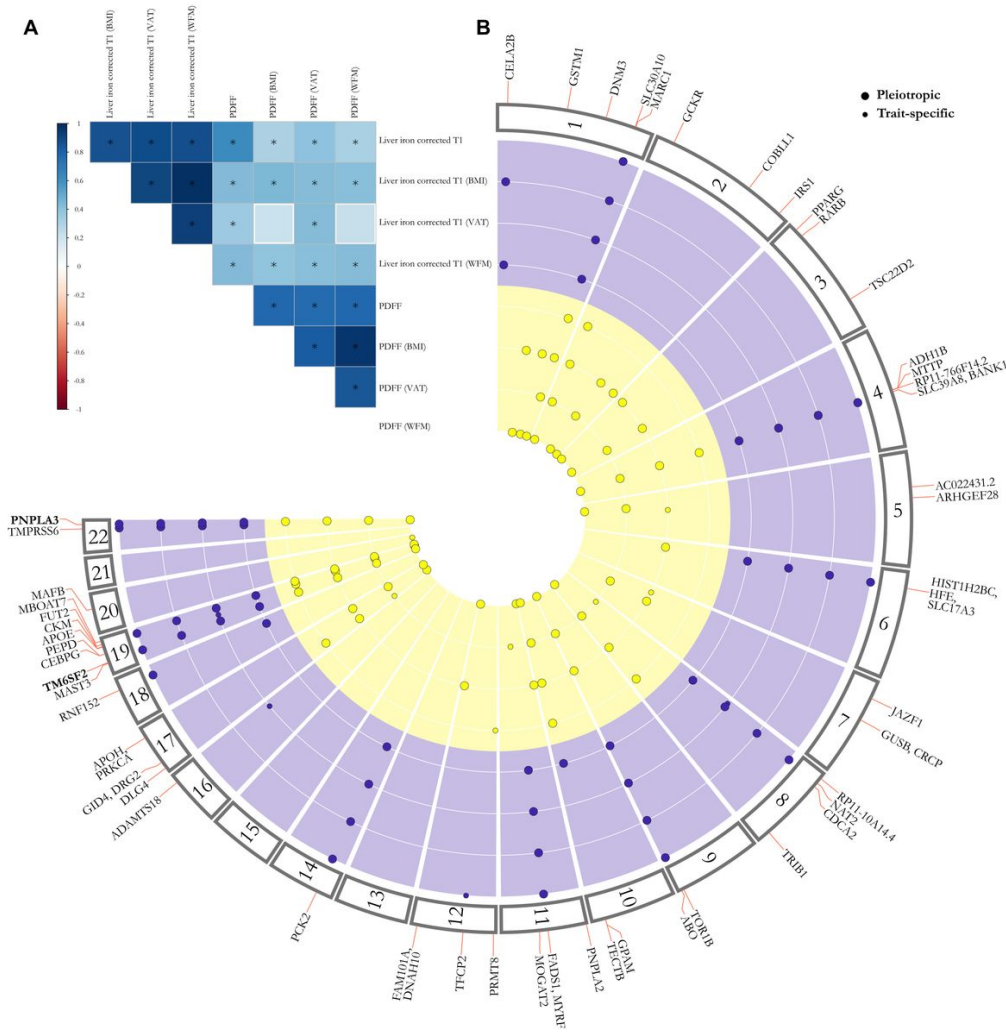 A
Liver iron corrected T1 (BMI)
Liver iron corrected T1 (VAT)
Liver iron corrected T1 (WFM)
PDFF
PDFF (BMI)
PDFF (VAT)
PDFF (WFM)
Liver iron corrected T1
Liver iron corrected T1 (BMI)
Liver iron corrected T1 (VAT)
Liver iron corrected T1 (WFM)
PDFF
PDFF (BMI)
PDFF (VAT)
PDFF (WFM)
1
0.8
0.6
0.4
0.2
0
-0.2
-0.4
-0.6
-0.8
-1
B
Pleiotropic
Trait-specific
CELA2B
GSTM1
DNM3
SLC30A10
MARC1
GCKR
COBLL1
IRS1
PPARG
RARB
TSC22D2
ADH1B
MTTP
RP11-766F14.2
SLC39A8, BANK1
AC022431.2
ARHGEF28
HIST1H2BC,
HFE,
SLC17A3
JAZF1
GUSB, CRCP
RP11-10A14.4
NAT2
CDCA2
TRIB1
TOR1B
ABO
GPAM
TECTB
PNPLA2
FADS1, MYRF
MOGAT2
PRMT8
TFCP2
FAM101A,
DNAH10
PCK2
ADAMTS18
DLG4
GID4, DRG2
APOH,
PRKCA
RNF152
MAST3
TM6SF2
CEBPG
PEPD
APOE
CKM
FUT2
MBOAT7
MAFB
TMPRSS6
PNPLA3
1
2
3
4
5
6
7
8
9
10
11
12
13
14
15
16
17
18
19
20
21
22